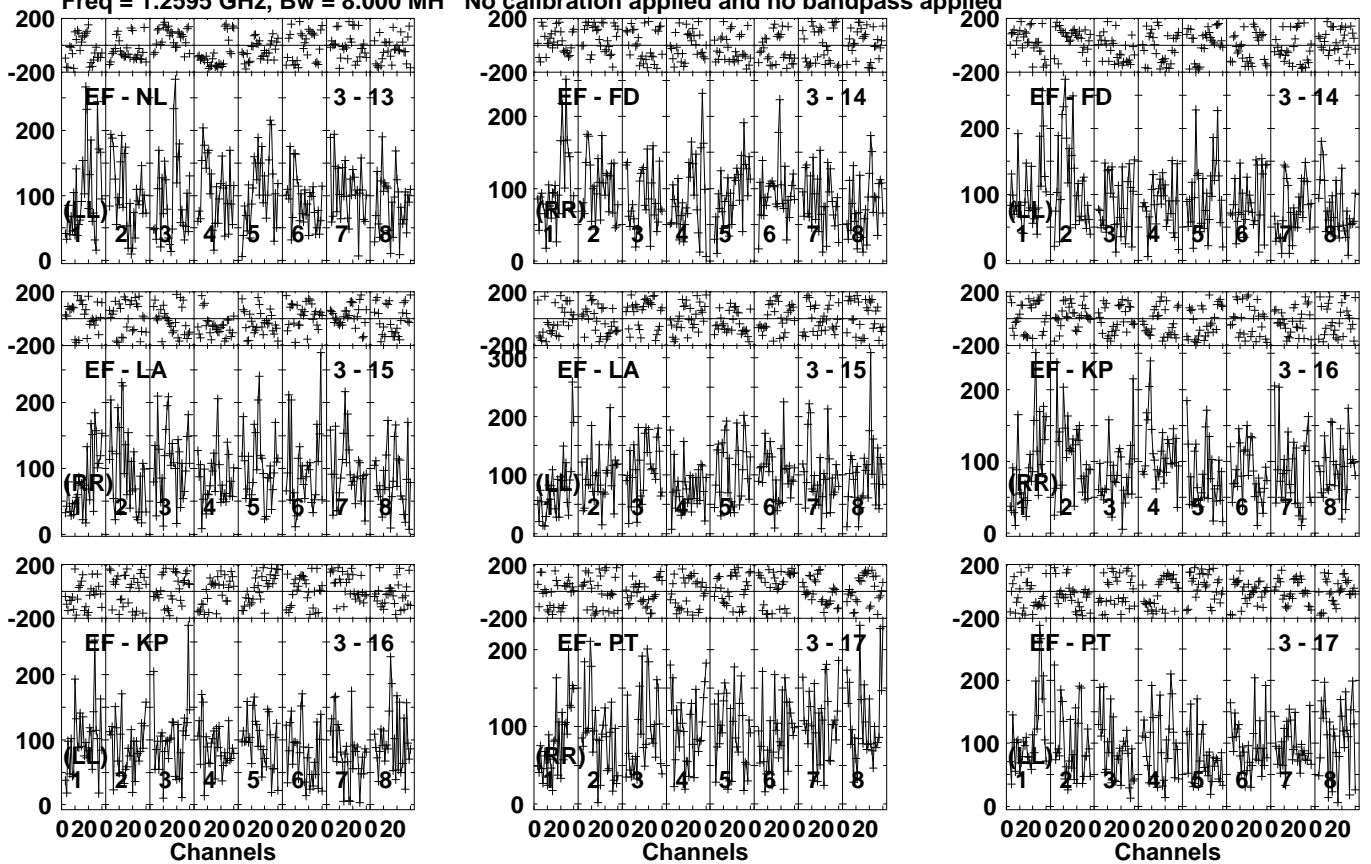 Freq = 1.2595 GHz, Bw = 8.000 MH No calibration applied and no bandpass applied
200 200 200
-200 -200 -200
EF - NL 3 - 13 EF - FD 3 - 14 EF - FD 3 - 14
200 200 200
100 100 100
(LL) (RR) (LL)
1 2 3 4 5 6 7 8 1 2 3 4 5 6 7 8 1 2 3 4 5 6 7 8
0 0 0
200 200 200
-200 -200 -200
300
EF - LA 3 - 15 EF - LA 3 - 15 EF - KP 3 - 16
200 200 200
100 100 100
(RR) (LL) (RR)
1 2 3 4 5 6 7 8 1 2 3 4 5 6 7 8 1 2 3 4 5 6 7 8
0 0 0
200 200 200
-200 -200 -200
EF - KP 3 - 16 EF - PT 3 - 17 EF - PT 3 - 17
200 200 200
100 100 100
(LL) (RR) (LL)
1 2 3 4 5 6 7 8 1 2 3 4 5 6 7 8 1 2 3 4 5 6 7 8
0 0 0
0 20 0 20 0 20 0 20 0 20 0 20 0 20 0 20 0 20 0 20 0 20 0 20 0 20 0 20 0 20 0 20 0 20 0 20 0 20 0 20 0 20 0 20 0 20 0 20
Channels Channels Channels